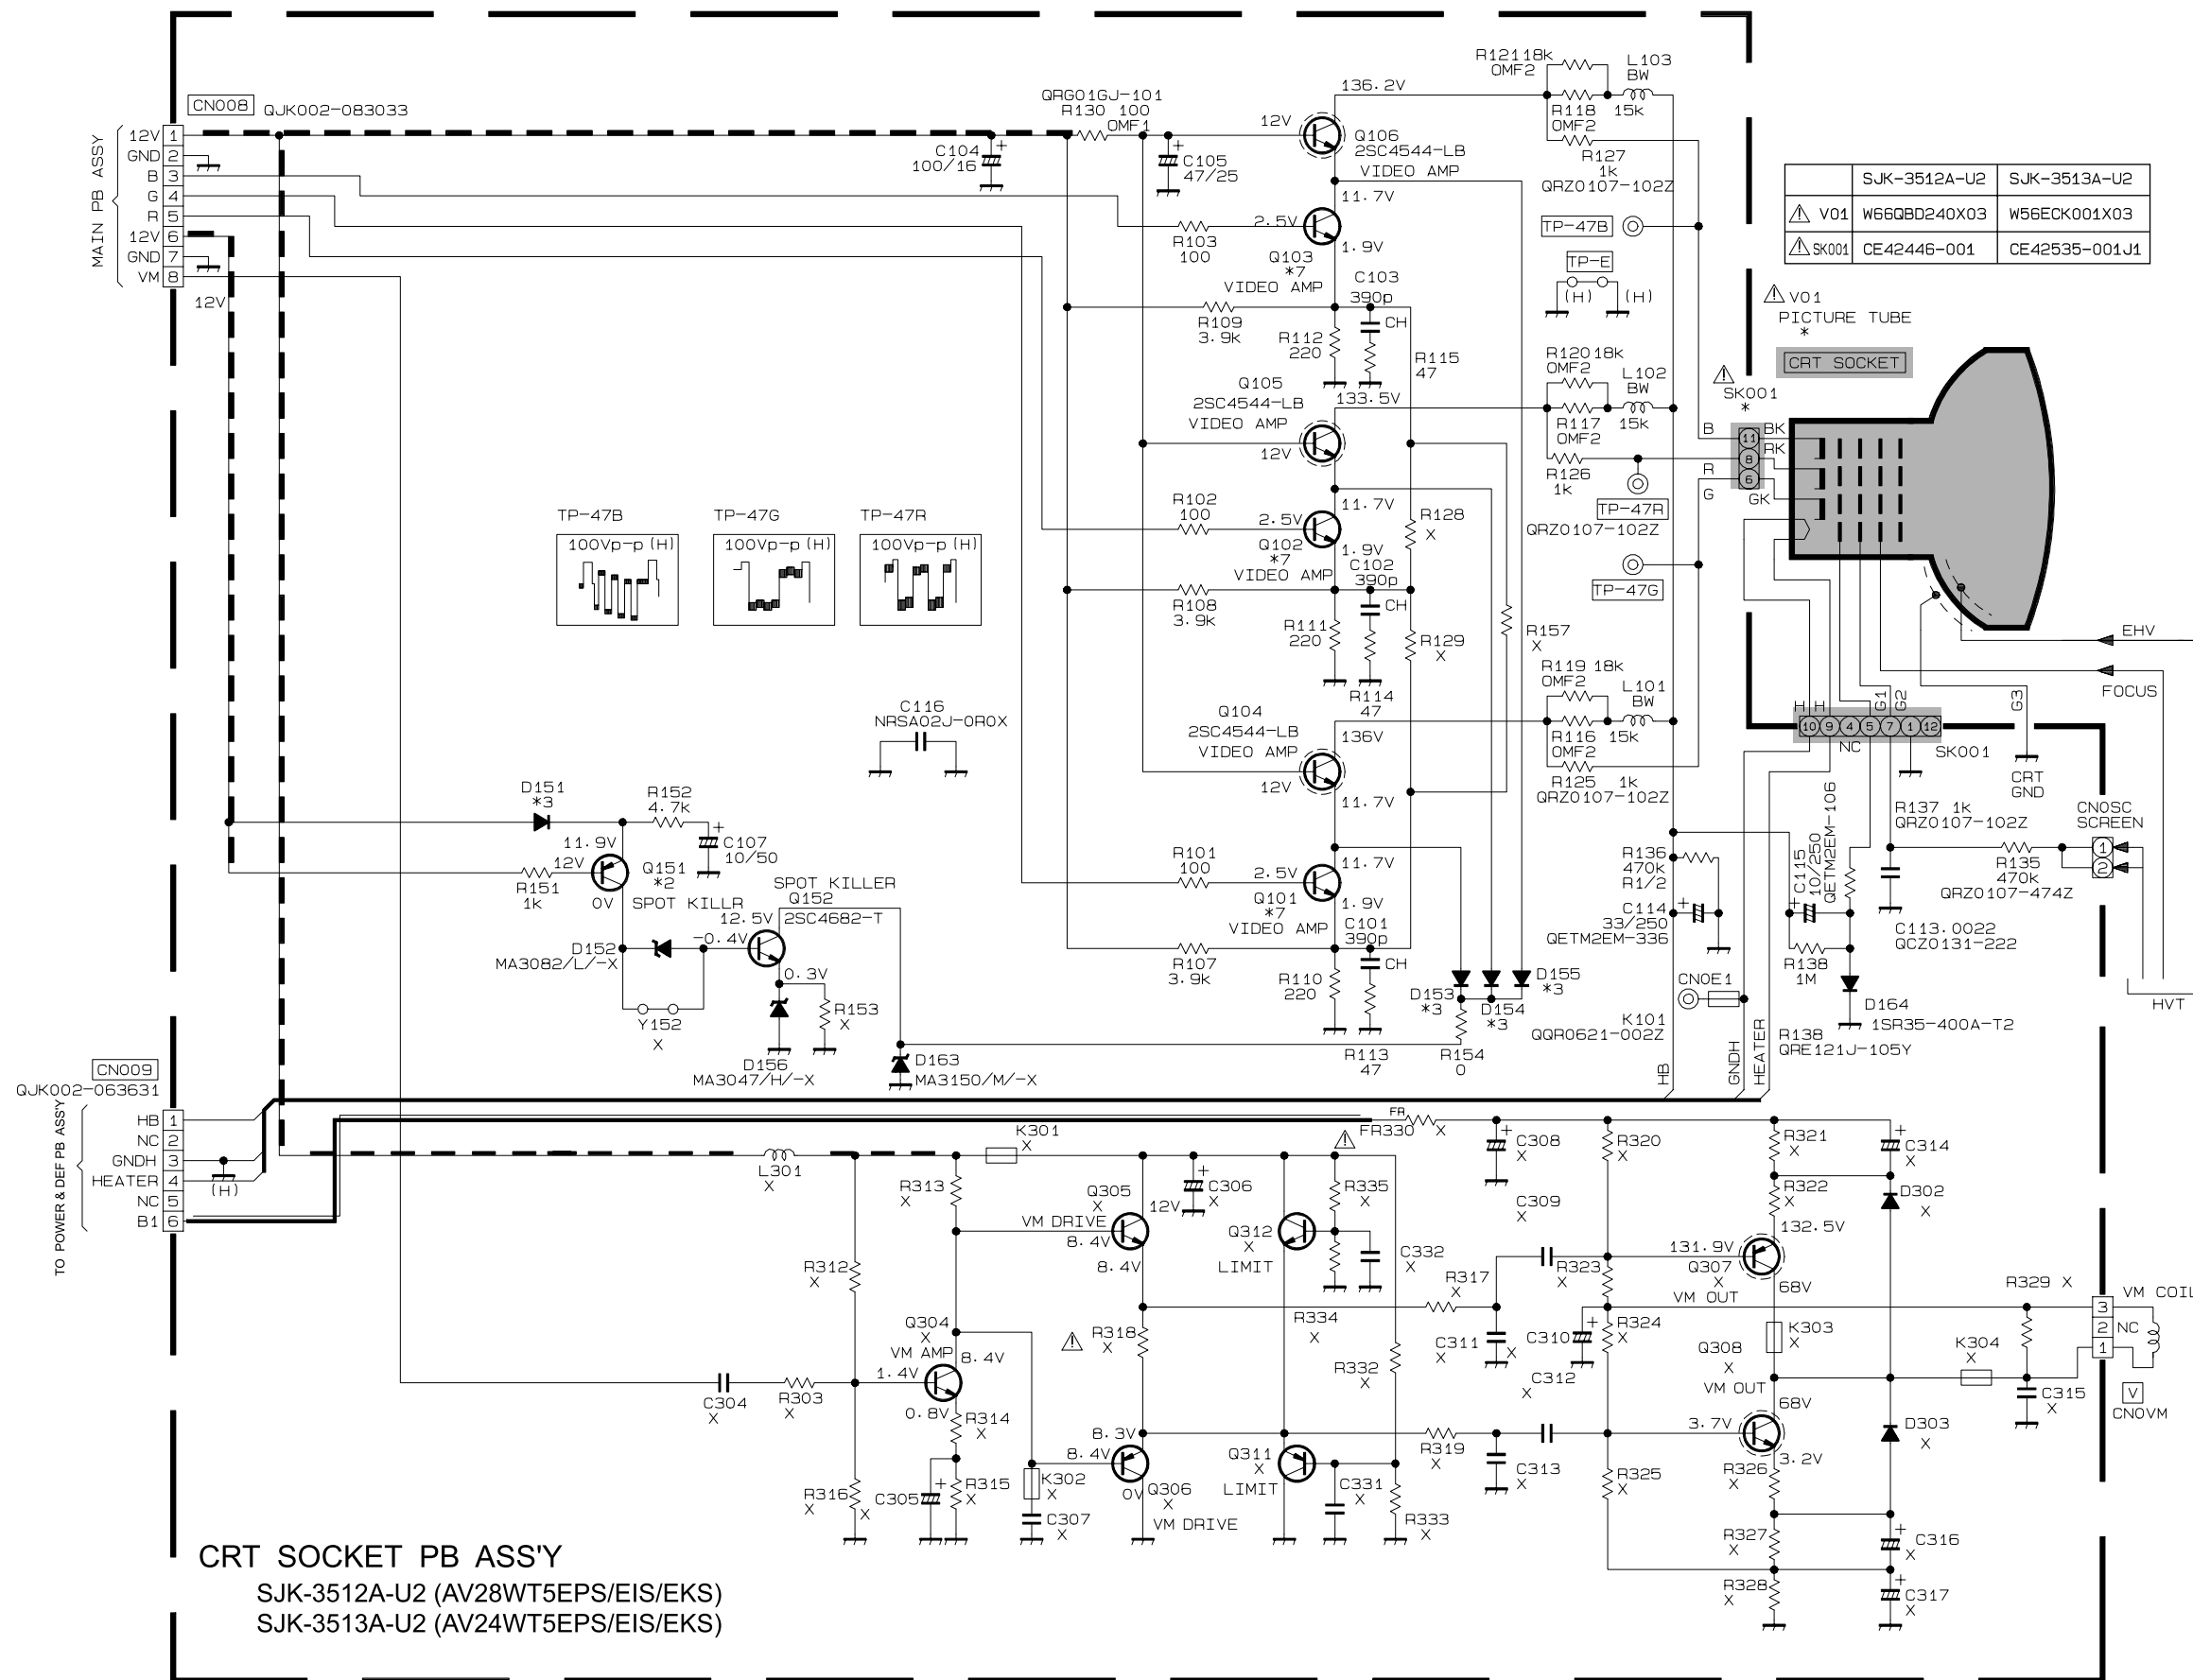 CN008 QJK002-083033
MAIN PB ASSY
12V 1
GND 2
B 3
G 4
R 5
12V 6
GND 7
VM 8
12V
C104
100/16
QRG01GJ-101
R130 100
OMF1
C105
47/25
12V
136.2V
Q106
2SC4544-LB
VIDEO AMP
11.7V
2.5V
R103
100
1.9V
Q103
*7
VIDEO AMP
C103
390p
CH
R109
3.9k
R112
220
R115
47
R121 18k
OMF2
L103
BW
R118 15k
OMF2
R127
1k
QRZ0107-102Z
TP-47B
TP-E
(H) (H)
SJK-3512A-U2 SJK-3513A-U2
V01 W66QBD240X03 W56ECK001X03
SK001 CE42446-001 CE42535-001J1
V01
PICTURE TUBE
*
CRT SOCKET
SK001
*
Q105
2SC4544-LB
VIDEO AMP
133.5V
12V
R120 18k
OMF2
L102
BW
R117 15k
OMF2
R126
1k
TP-47R
QRZ0107-102Z
TP-47G
B 11 BK
R 8 RK
G 6 GK
TP-47B
100Vp-p (H)
TP-47G
100Vp-p (H)
TP-47R
100Vp-p (H)
R102
100
11.7V
2.5V
Q102
*7
VIDEO AMP
1.9V
C102
390p
CH
R128
X
R108
3.9k
R111
220
R129
X
R157
X
R114
47
C116
NRSA02J-0R0X
Q104
2SC4544-LB
VIDEO AMP
136V
12V
11.7V
R119 18k
OMF2
L101
BW
R116 15k
OMF2
R125 1k
QRZ0107-102Z
EHV
FOCUS
G3
H H G1 G2
10 9 4 5 7 1 12
NC
SK001
CRT
GND
D151
*3
R152
4.7k
C107
10/50
11.9V
12V
Q151
*2
R151
1k
0V
SPOT KILLR
SPOT KILLER
Q152
2SC4682-T
12.5V
-0.4V
D152
MA3082/L/-X
0.3V
Y152
X
R153
X
D156
MA3047/H/-X
D163
MA3150/M/-X
R101
100
11.7V
2.5V
Q101
*7
VIDEO AMP
1.9V
C101
390p
CH
R107
3.9k
R110
220
R113
47
D153
*3
D154
*3
D155
*3
R154
0
R136
470k
R1/2
C114
33/250
QETM2EM-336
CN0E1
K101
QQR0621-002Z
HB
GNDH
HEATER
C115
10/250
QETM2EM-106
R137 1k
QRZ0107-102Z
R135
470k
QRZ0107-474Z
CN0SC
SCREEN
1
2
C113.0022
QCZ0131-222
R138
1M
D164
1SR35-400A-T2
R138
QRE121J-105Y
HVT
CN009
QJK002-063631
TO POWER & DEF PB ASS'Y
HB 1
NC 2
GNDH 3
HEATER 4
NC 5
B1 6
(H)
L301
X
K301
X
FR
FR330 X
R313
X
Q305
X
VM DRIVE
8.4V
12V
C306
X
8.4V
Q312
X
LIMIT
R335
X
C332
X
C308
X
C309
X
R320
X
R321
X
R322
X
C314
X
D302
X
132.5V
131.9V
Q307
X
VM OUT
68V
R312
X
R317
X
R323
X
R334
X
C311
X
X
C310
R324
X
K303
X
R329 X
VM COIL
3
2 NC
1
Q304
X
VM AMP
8.4V
1.4V
0.8V
R318
X
R332
X
C312
X
Q308
X
VM OUT
68V
K304
X
C315
X
V
CN0VM
C304
X
R303
X
R314
X
8.3V
8.4V
0V
Q306
X
VM DRIVE
Q311
X
LIMIT
R319
X
C313
X
3.7V
3.2V
D303
X
R316
X
X
C305
R315
X
K302
X
C307
X
C331
X
R333
X
R325
X
R326
X
R327
X
C316
X
R328
X
C317
X
CRT SOCKET PB ASS'Y
SJK-3512A-U2 (AV28WT5EPS/EIS/EKS)
SJK-3513A-U2 (AV24WT5EPS/EIS/EKS)